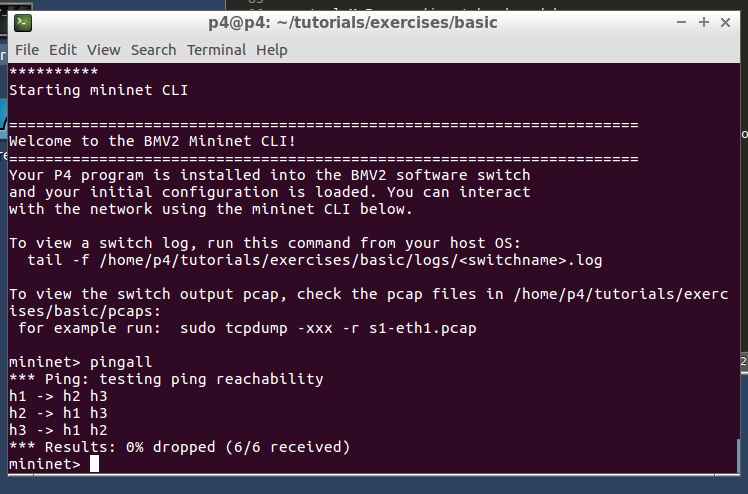 p4@p4: ~/tutorials/exercises/basic
File Edit View Search Terminal Help
**********
Starting mininet CLI
======================================================================
Welcome to the BMV2 Mininet CLI!
======================================================================
Your P4 program is installed into the BMV2 software switch
and your initial configuration is loaded. You can interact
with the network using the mininet CLI below.
To view a switch log, run this command from your host OS:
tail -f /home/p4/tutorials/exercises/basic/logs/<switchname>.log
To view the switch output pcap, check the pcap files in /home/p4/tutorials/exerc
ises/basic/pcaps:
for example run:  sudo tcpdump -xxx -r s1-eth1.pcap
mininet> pingall
*** Ping: testing ping reachability
h1 -> h2 h3
h2 -> h1 h3
h3 -> h1 h2
*** Results: 0% dropped (6/6 received)
mininet>